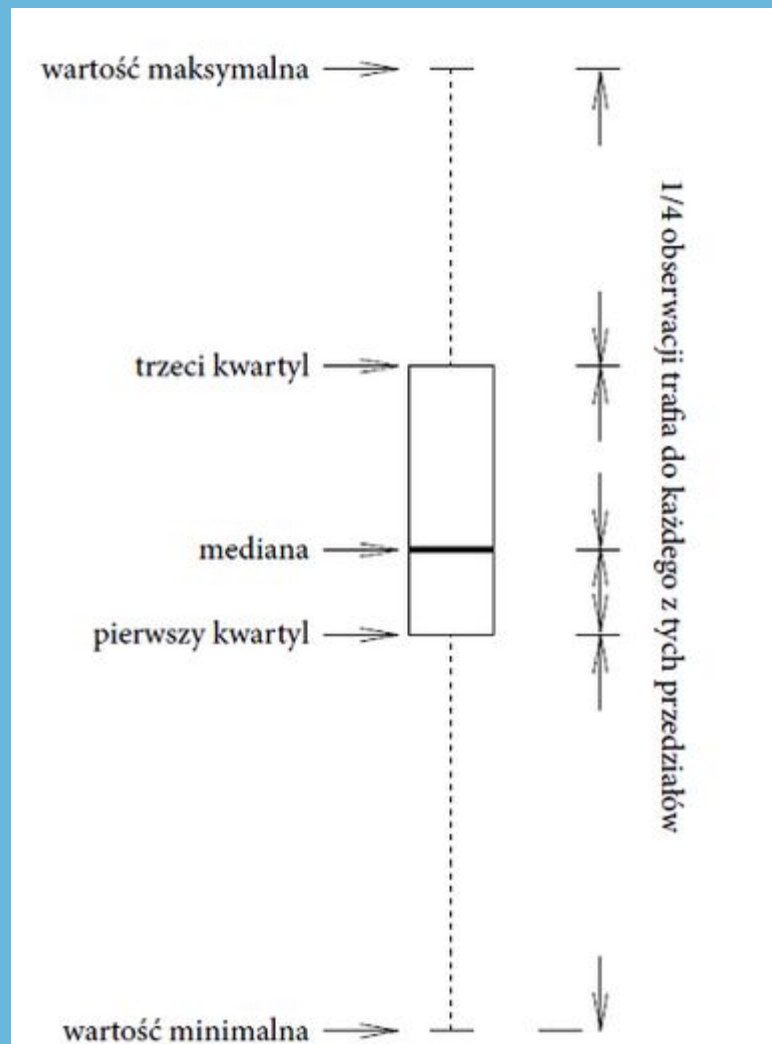 wartość maksymalna
trzeci kwartyl
mediana
pierwszy kwartyl
wartość minimalna
1/4 obserwacji trafia do każdego z tych przedziałów